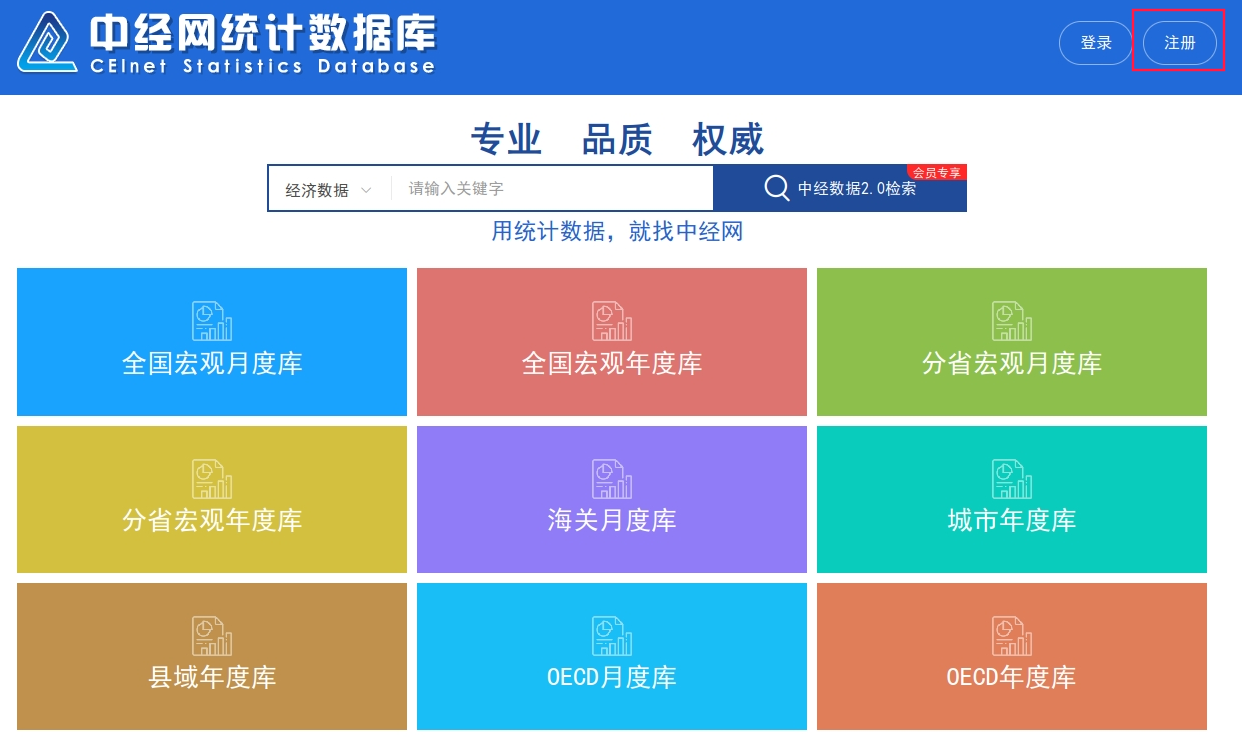 中经网统计数据库
CEInet Statistics Database
登录
注册
专业 品质 权威
经济数据
请输入关键字
中经数据2.0检索
会员专享
用统计数据，就找中经网
全国宏观月度库
全国宏观年度库
分省宏观月度库
分省宏观年度库
海关月度库
城市年度库
县域年度库
OECD月度库
OECD年度库